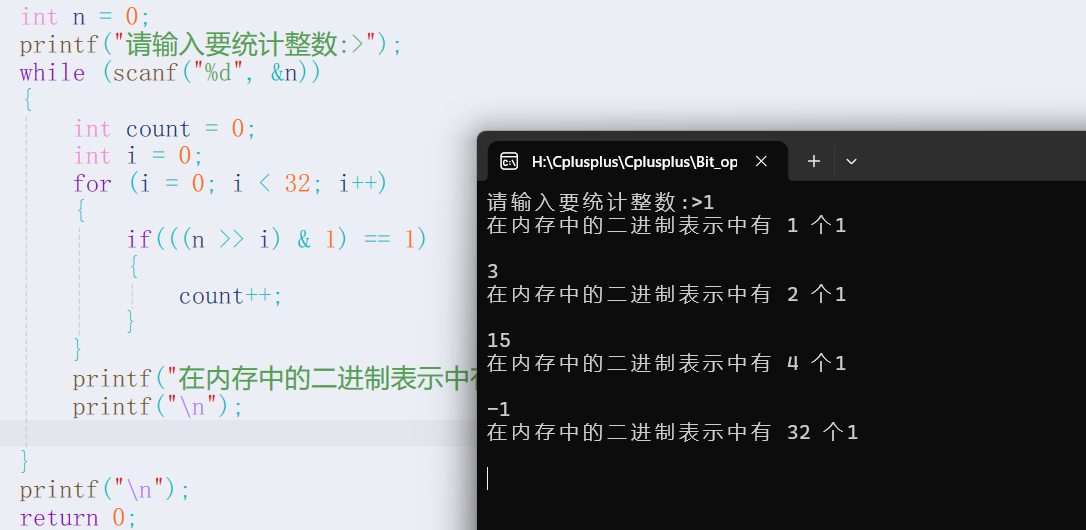 int n = 0;
printf("请输入要统计整数:>");
while (scanf("%d", &n))
{
int count = 0;
int i = 0;
for (i = 0; i < 32; i++)
{
if(((n >> i) & 1) == 1)
{
count++;
}
}
printf("在内存中的二进制表示中
printf("\n");
}
printf("\n");
return 0;
H:\Cplusplus\Cplusplus\Bit_op
请输入要统计整数:>1
在内存中的二进制表示中有 1 个1
3
在内存中的二进制表示中有 2 个1
15
在内存中的二进制表示中有 4 个1
-1
在内存中的二进制表示中有 32 个1